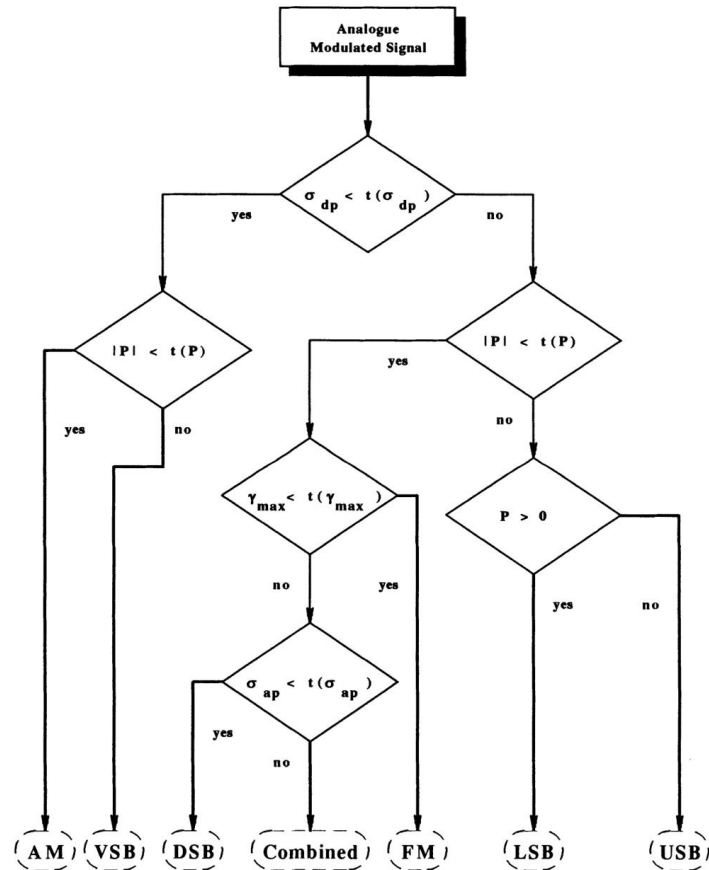 Analogue
Modulated Signal
σ dp < t(σ dp)
yes
no
|P| < t(P)
|P| < t(P)
yes
yes
no
no
γ max < t(γ max)
P > 0
no
yes
yes
no
σ ap < t(σ ap)
yes
no
AM
VSB
DSB
Combined
FM
LSB
USB